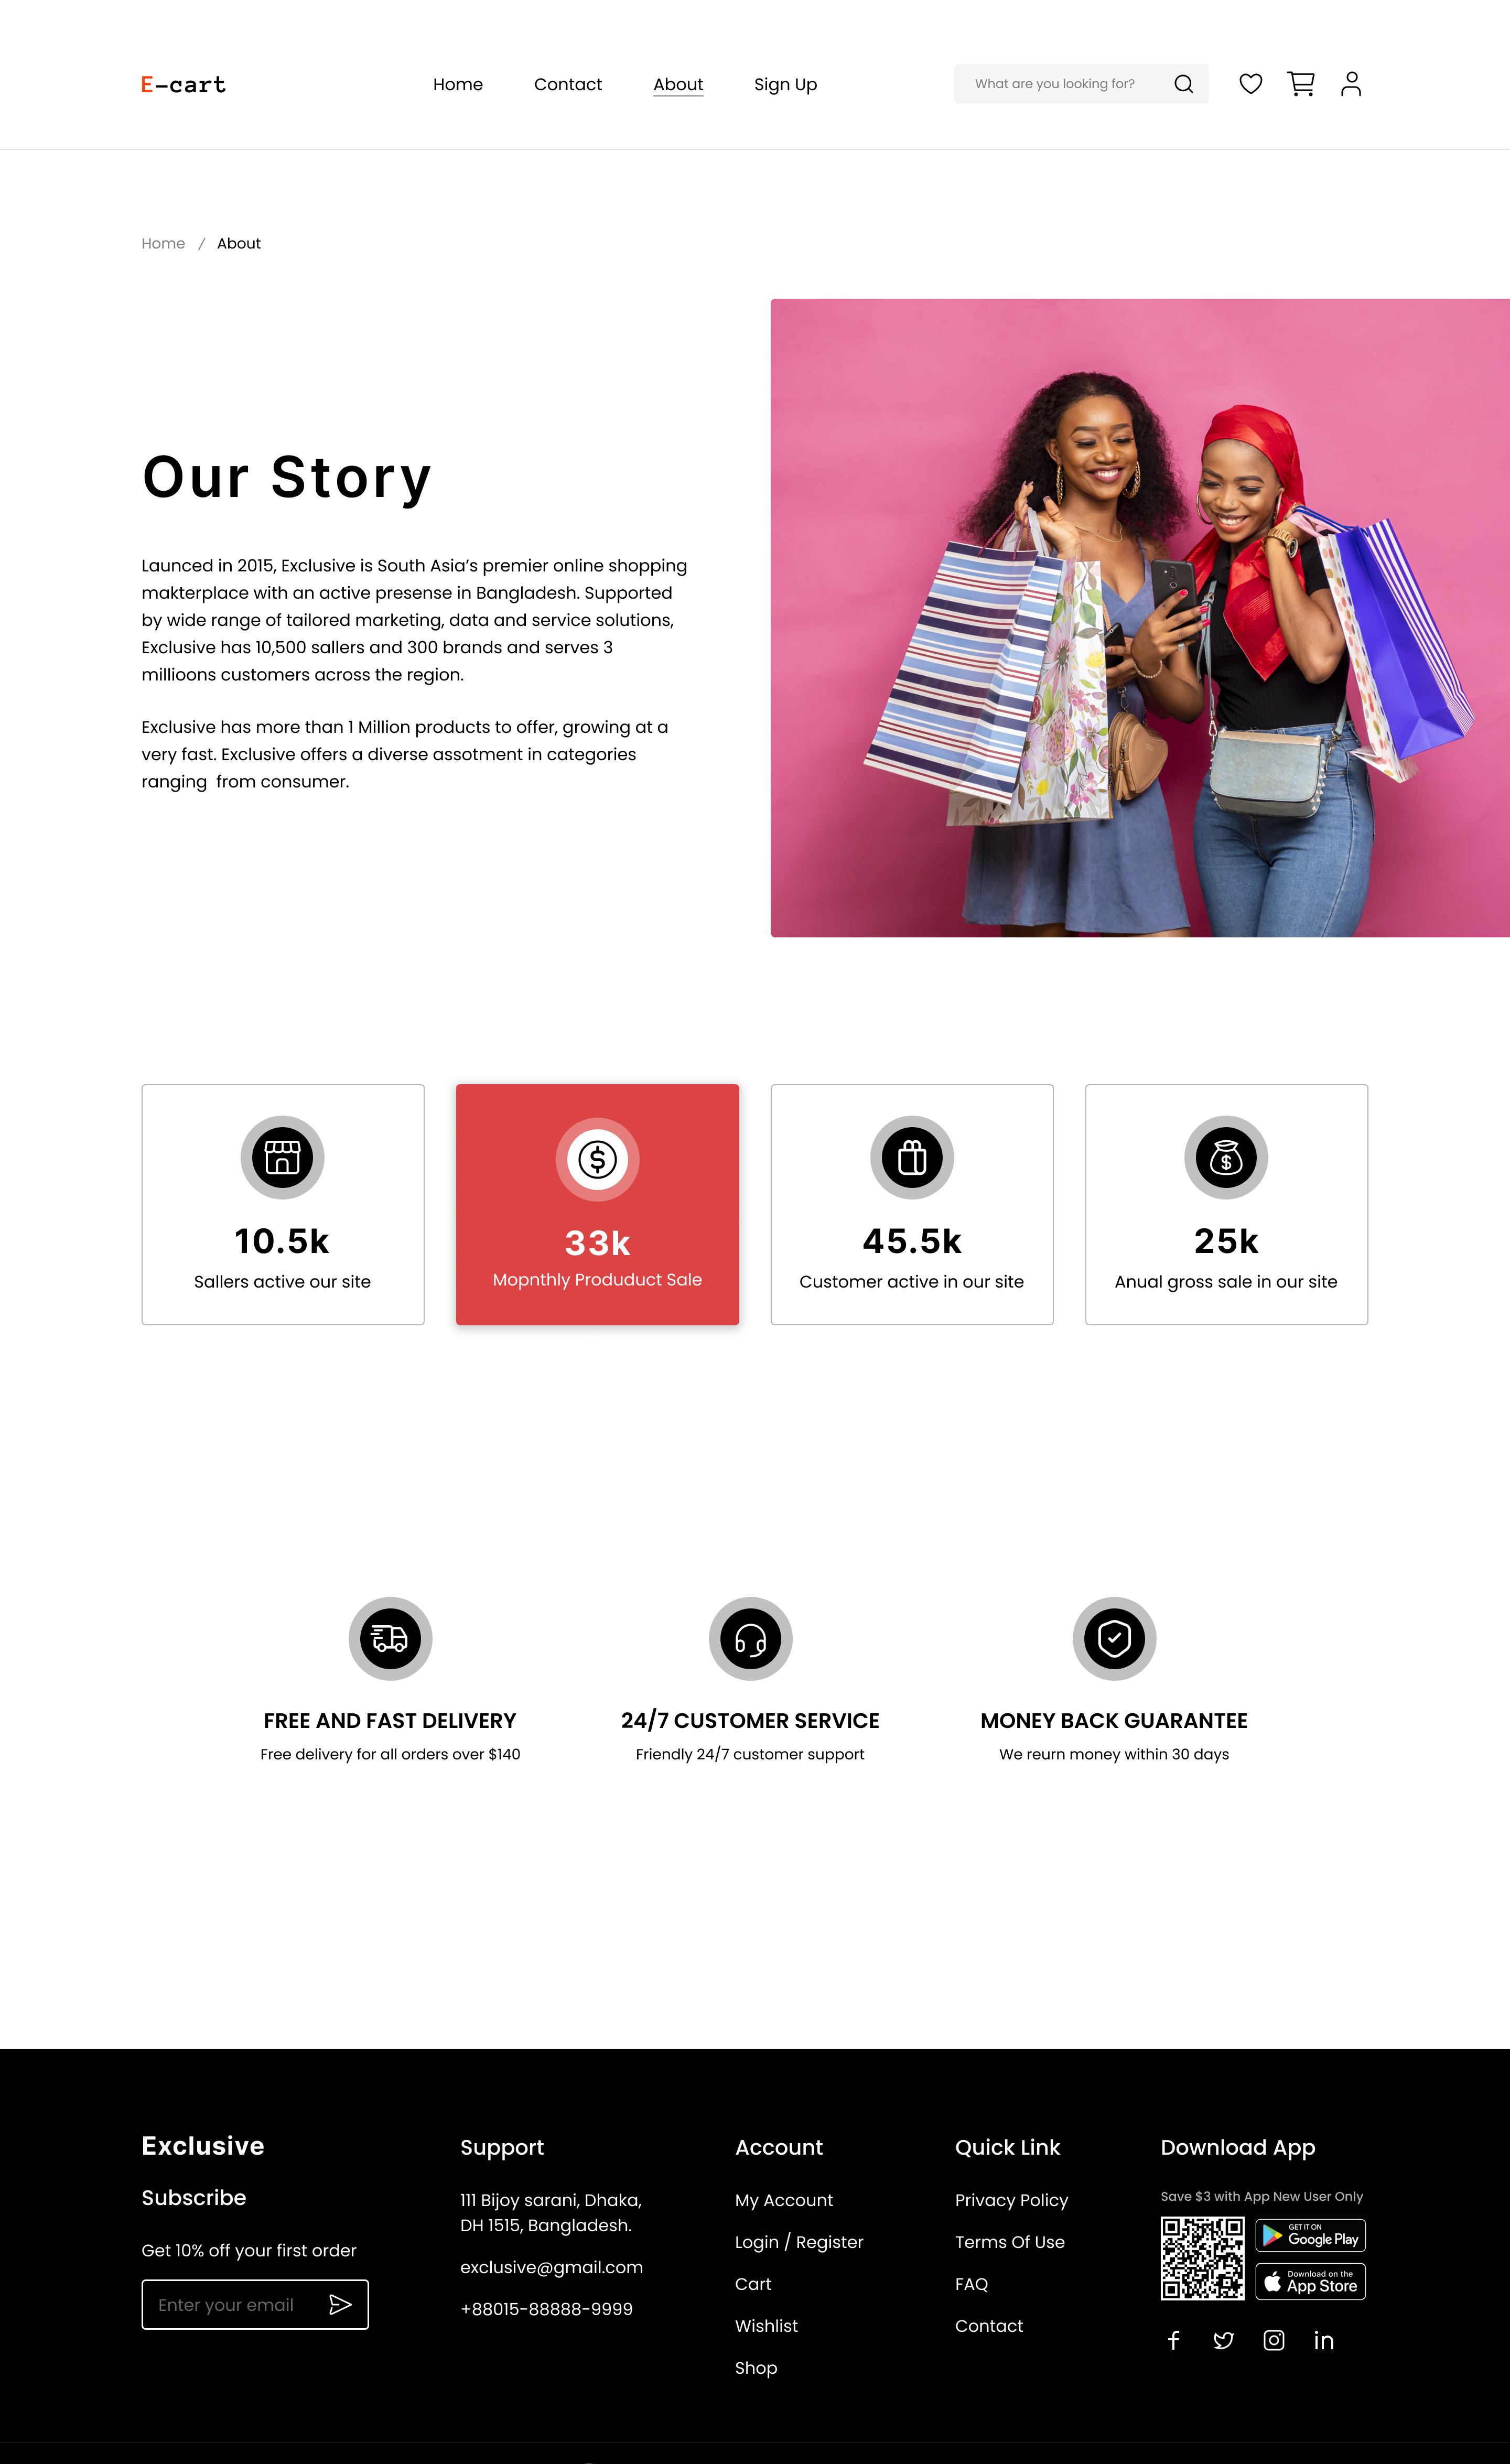 E-cart
Home Contact About Sign Up
What are you looking for?
Home / About
Our Story
Launced in 2015, Exclusive is South Asia's premier online shopping
makterplace with an active presense in Bangladesh. Supported
by wide range of tailored marketing, data and service solutions,
Exclusive has 10,500 sallers and 300 brands and serves 3
millioons customers across the region.
Exclusive has more than 1 Million products to offer, growing at a
very fast. Exclusive offers a diverse assotment in categories
ranging  from consumer.
10.5k
Sallers active our site
$
33k
Mopnthly Produduct Sale
45.5k
Customer active in our site
$
25k
Anual gross sale in our site
FREE AND FAST DELIVERY
Free delivery for all orders over $140
24/7 CUSTOMER SERVICE
Friendly 24/7 customer support
MONEY BACK GUARANTEE
We reurn money within 30 days
Exclusive
Subscribe
Get 10% off your first order
Enter your email
Support
111 Bijoy sarani, Dhaka,
DH 1515, Bangladesh.
exclusive@gmail.com
+88015-88888-9999
Account
My Account
Login / Register
Cart
Wishlist
Shop
Quick Link
Privacy Policy
Terms Of Use
FAQ
Contact
Download App
Save $3 with App New User Only
GET IT ON
Google Play
Download on the
App Store
f
in